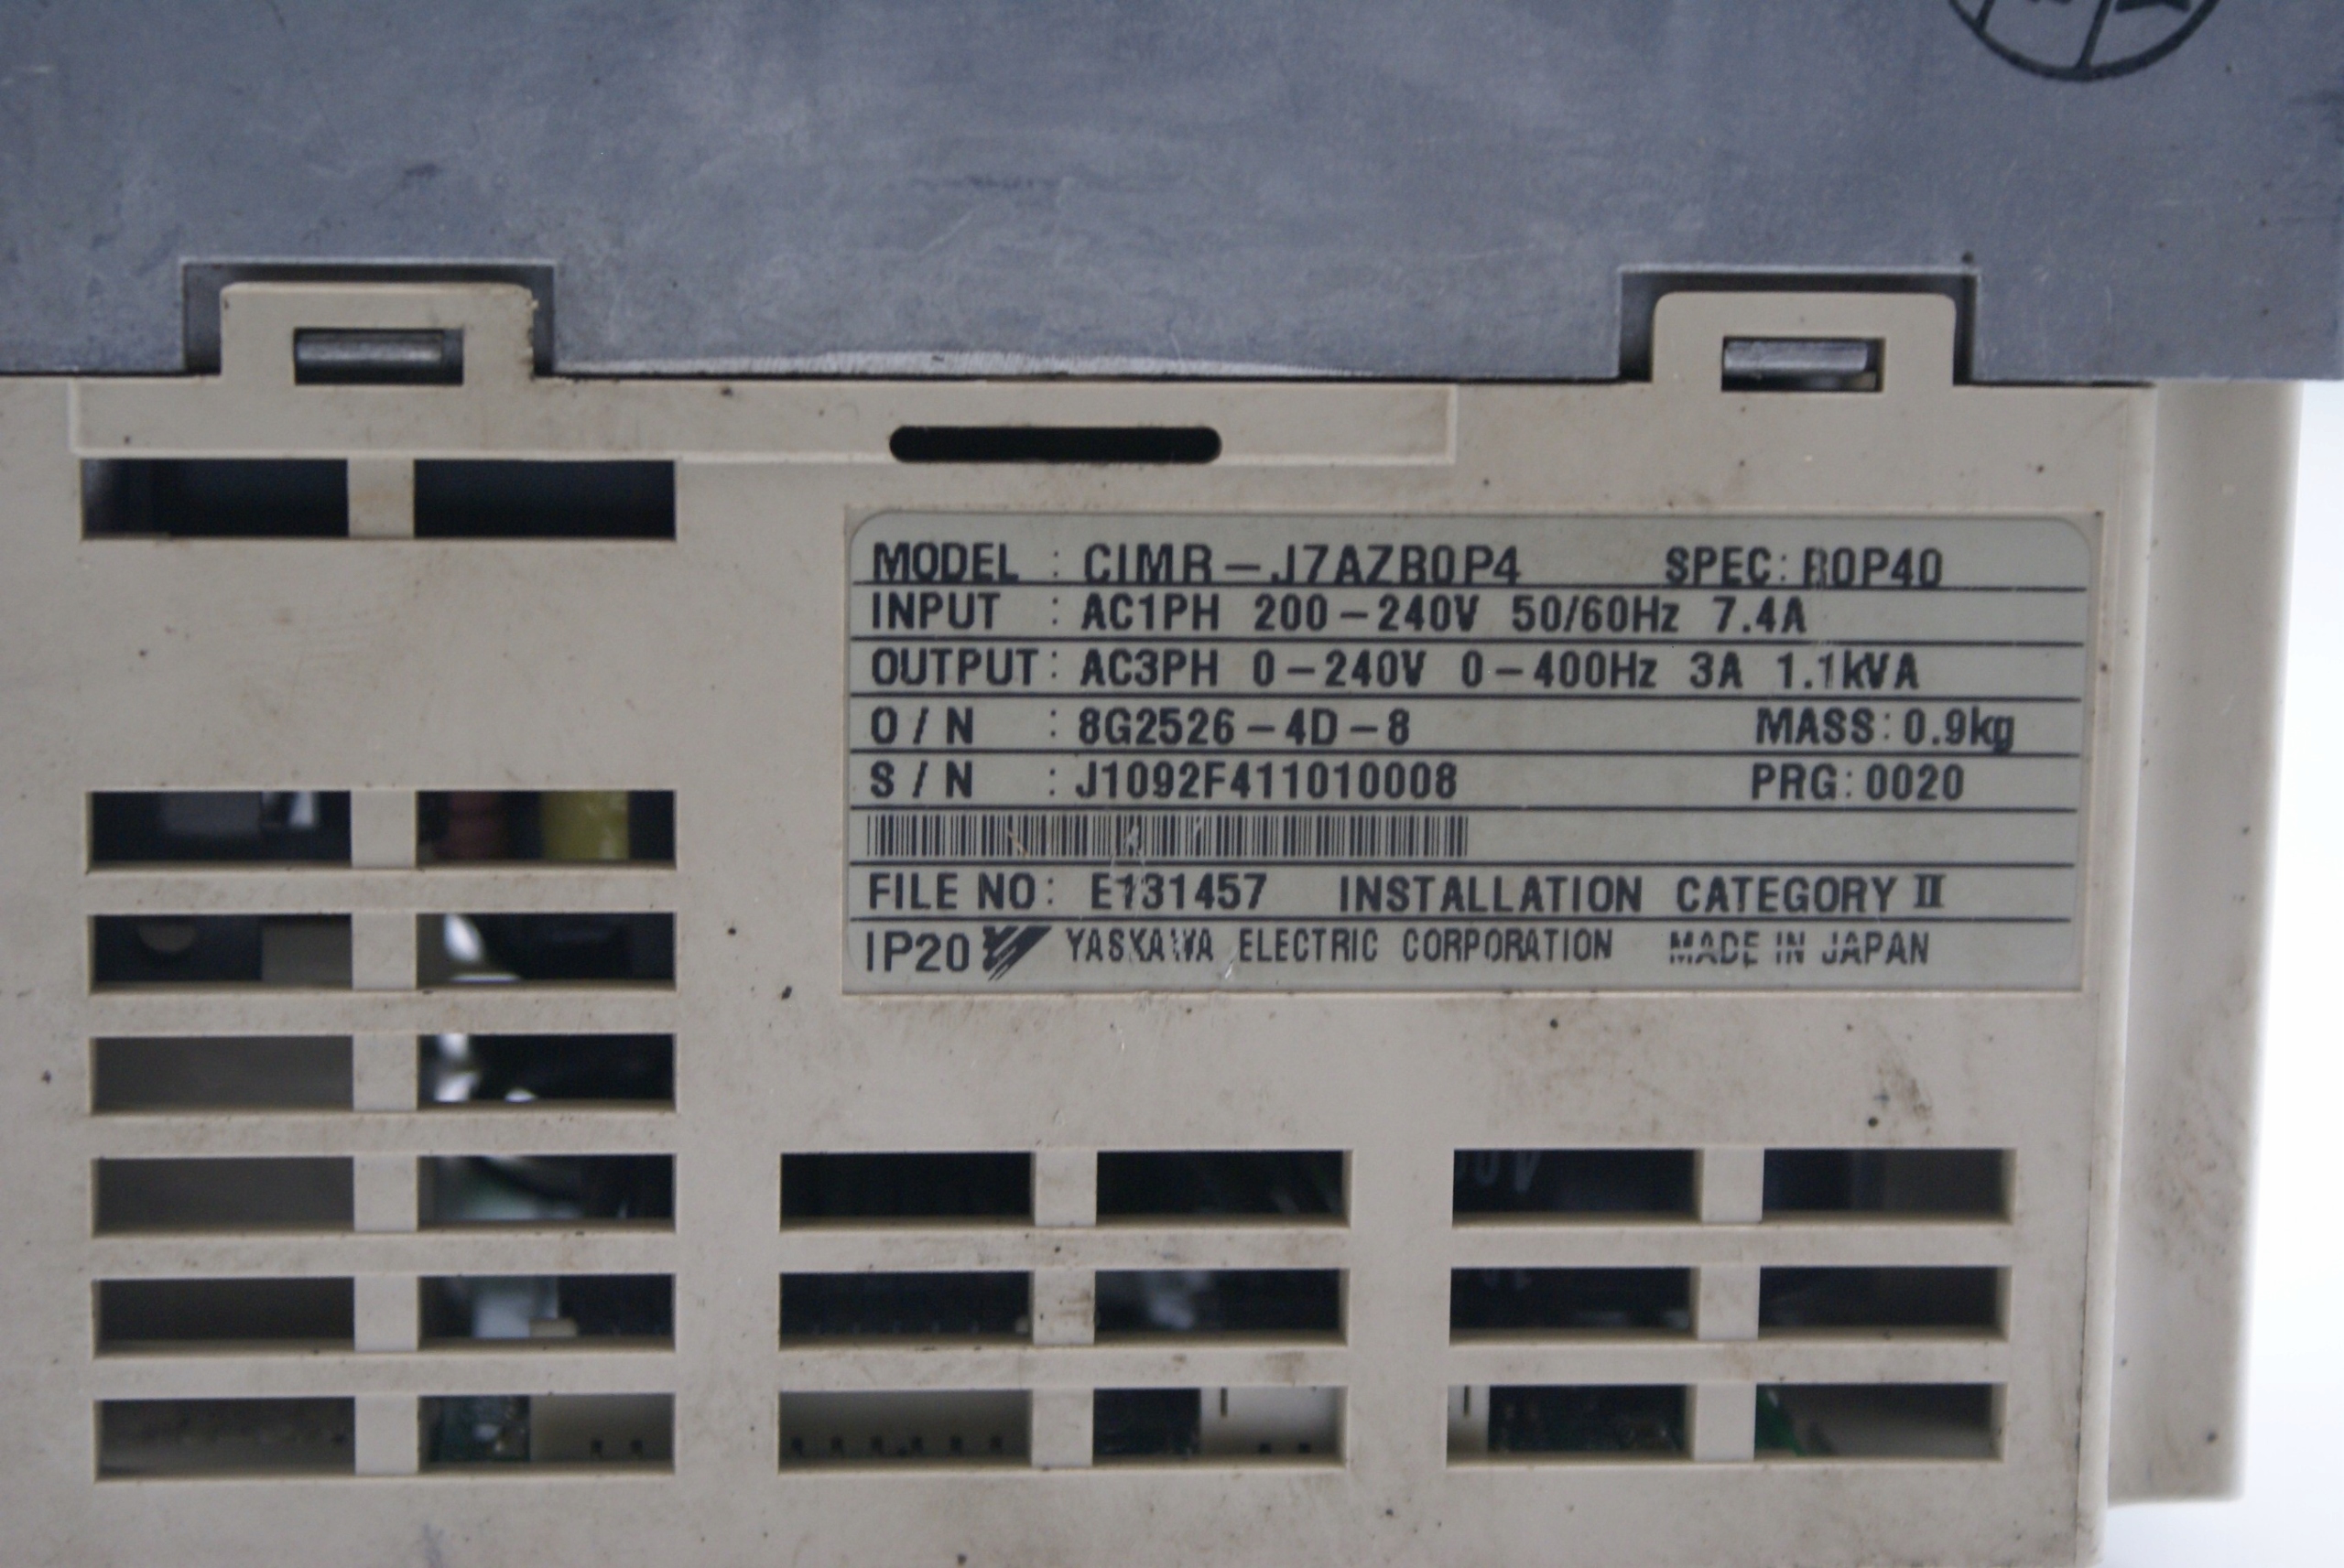 MODEL : CIMR-J7AZB0P4 SPEC: B0P40
INPUT : AC1PH 200-240V 50/60Hz 7.4A
OUTPUT: AC3PH 0-240V 0-400Hz 3A 1.1kVA
O/N : 8G2526-4D-8 MASS: 0.9kg
S/N : J1092F411010008 PRG: 0020
FILE NO: E131457 INSTALLATION CATEGORY II
IP20 YASKAWA ELECTRIC CORPORATION MADE IN JAPAN